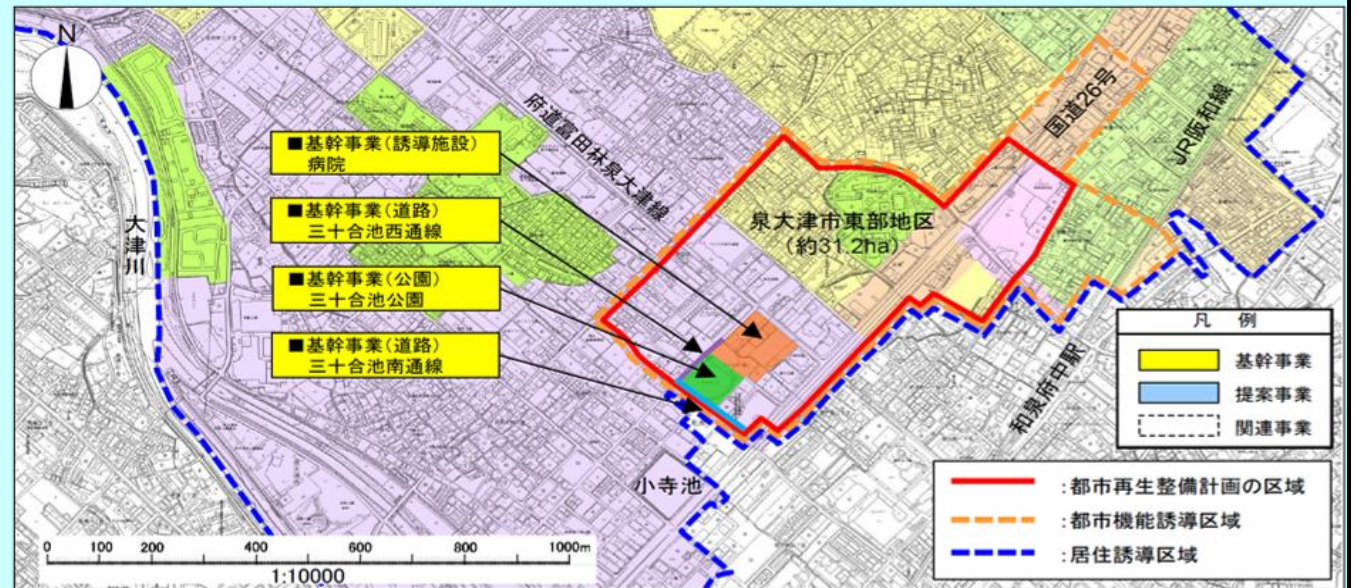 N
府道富田林泉大津線
国道26号
JR阪和線
■基幹事業(誘導施設)
病院
■基幹事業(道路)
三十合池西通線
■基幹事業(公園)
三十合池公園
■基幹事業(道路)
三十合池南通線
大津川
泉大津市東部地区
(約31.2ha)
和泉府中駅
小寺池
凡 例
基幹事業
提案事業
関連事業
:都市再生整備計画の区域
:都市機能誘導区域
:居住誘導区域
0 100 200 400 600 800 1000m
1:10000